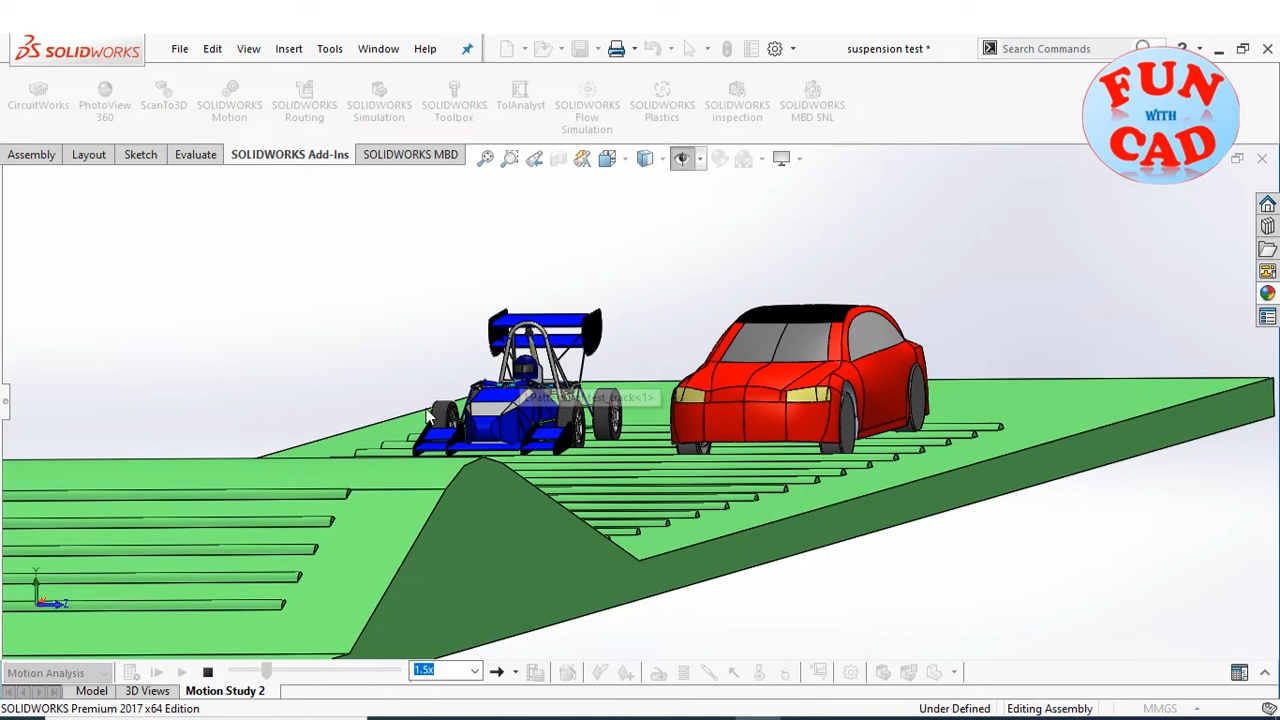 SOLIDWORKS
File Edit View Insert Tools Window Help
suspension test *
Search Commands
?
CircuitWorks
PhotoView
360
ScanTo3D
SOLIDWORKS
Motion
SOLIDWORKS
Routing
SOLIDWORKS
Simulation
SOLIDWORKS
Toolbox
TolAnalyst
SOLIDWORKS
Flow
Simulation
SOLIDWORKS
Plastics
SOLIDWORKS
Inspection
SOLIDWORKS
MBD SNL
FUN
WITH
CAD
Assembly Layout Sketch Evaluate SOLIDWORKS Add-Ins SOLIDWORKS MBD
test_track<1>
Y
Z
Motion Analysis
1.5x
Model 3D Views Motion Study 2
SOLIDWORKS Premium 2017 x64 Edition
Under Defined Editing Assembly MMGS